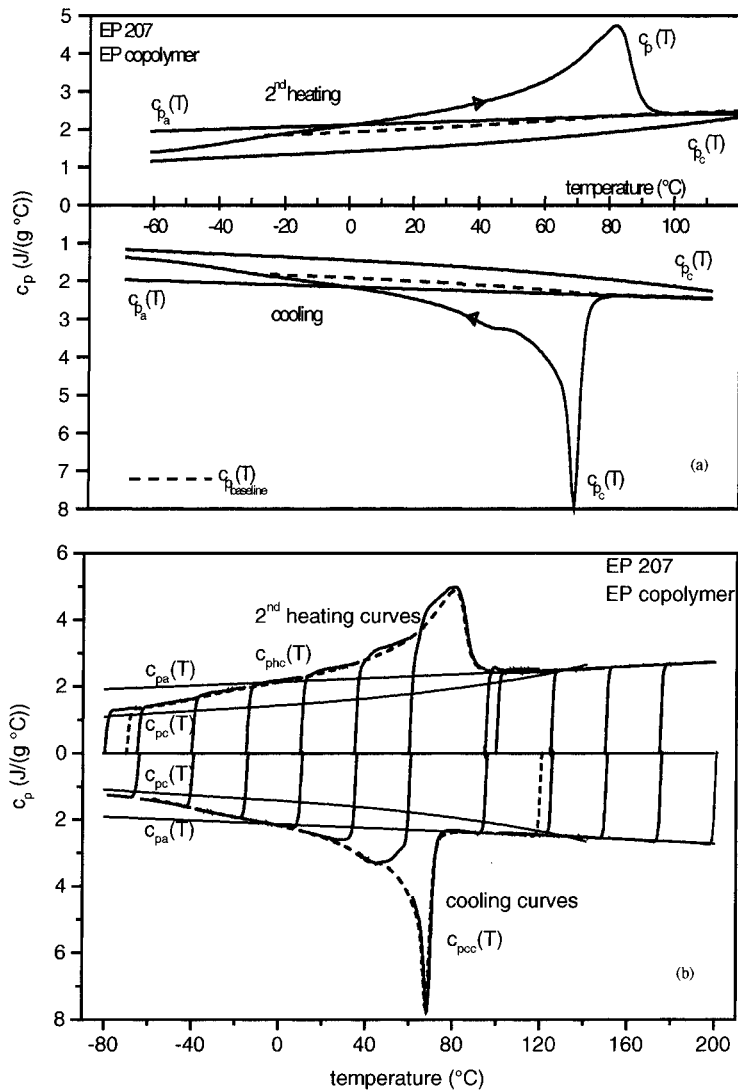 EP 207
EP copolymer
5
4
3
2
1
0
c_p(T)
2nd heating
c_pa(T)
c_pc(T)
temperature (°C)
-60 -40 -20 0 20 40 60 80 100
c_p (J/(g °C))
1
2
3
4
5
6
7
8
c_pc(T)
c_pa(T)
cooling
c_pbaseline(T)
c_pc(T)
(a)
EP 207
EP copolymer
6
4
2
0
2
4
6
8
2nd heating curves
c_pa(T)
c_phc(T)
c_pc(T)
c_p (J/(g °C))
c_pc(T)
c_pa(T)
cooling curves
c_pcc(T)
(b)
-80 -40 0 40 80 120 160 200
temperature (°C)